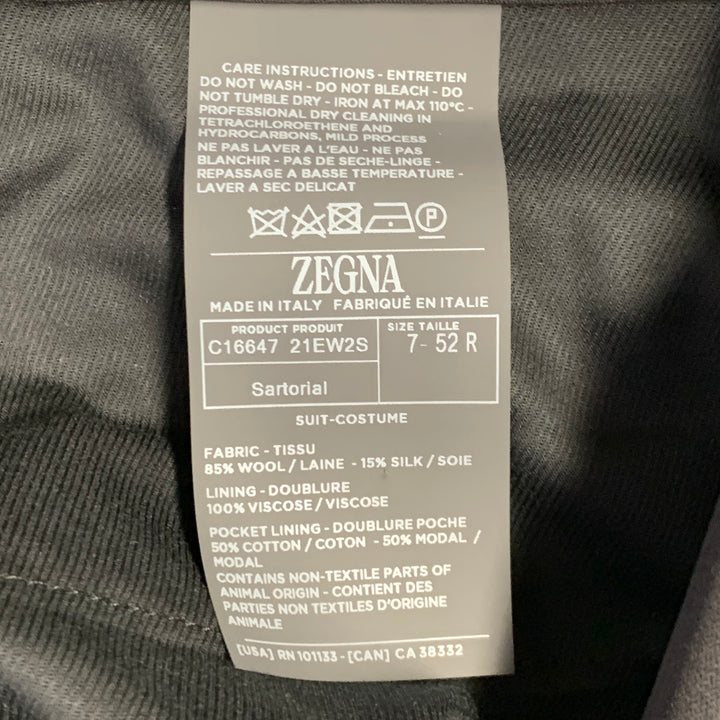 CARE INSTRUCTIONS - ENTRETIEN
DO NOT WASH - DO NOT BLEACH - DO
NOT TUMBLE DRY - IRON AT MAX 110°C -
PROFESSIONAL DRY CLEANING IN
TETRACHLOROETHENE AND
HYDROCARBONS, MILD PROCESS
NE PAS LAVER A L'EAU - NE PAS
BLANCHIR - PAS DE SECHE-LINGE -
REPASSAGE A BASSE TEMPERATURE -
LAVER A SEC DELICAT
P
ZEGNA
MADE IN ITALY FABRIQUÉ EN ITALIE
PRODUCT PRODUIT
C16647 21EW2S
SIZE TAILLE
7- 52 R
Sartorial
SUIT-COSTUME
FABRIC - TISSU
85% WOOL / LAINE - 15% SILK / SOIE
LINING - DOUBLURE
100% VISCOSE / VISCOSE
POCKET LINING - DOUBLURE POCHE
50% COTTON / COTON - 50% MODAL /
MODAL
CONTAINS NON-TEXTILE PARTS OF
ANIMAL ORIGIN - CONTIENT DES
PARTIES NON TEXTILES D'ORIGINE
ANIMALE
[USA] RN 101133 - [CAN] CA 38332